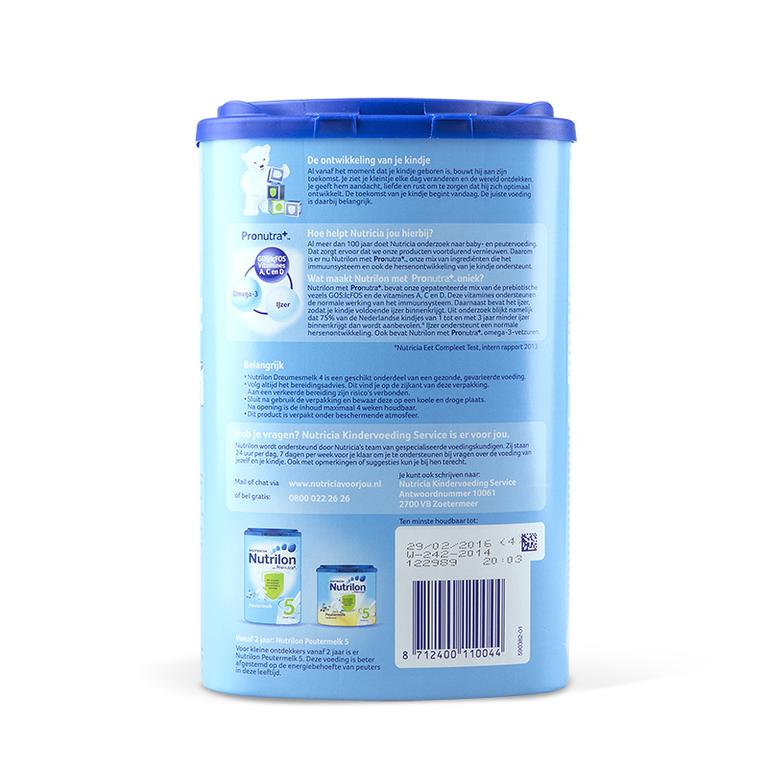 De ontwikkeling van je kindje
Al vanaf het moment dat je kindje geboren is, bouwt hij aan zijn
toekomst. Je ziet je kleintje elke dag veranderen en de wereld ontdekken.
Je geeft hem aandacht, liefde en rust om te zorgen dat hij zich optimaal
ontwikkelt. De toekomst van je kindje begint vandaag. De juiste voeding
is daarbij belangrijk.
Pronutra+™
GOS:lcFOS
Vitamines
A, C en D
Omega-3
IJzer
Hoe helpt Nutricia jou hierbij?
Al meer dan 100 jaar doet Nutricia onderzoek naar baby- en peutervoeding.
Dat zorgt ervoor dat we onze producten voortdurend vernieuwen. Daarom
is er nu Nutrilon met Pronutra+, onze mix van ingrediënten die het
immuunsysteem en ook de hersenontwikkeling van je kindje ondersteunt.
Wat maakt Nutrilon met Pronutra+ uniek?
Nutrilon met Pronutra+ bevat onze gepatenteerde mix van de prebiotische
vezels GOS:lcFOS en de vitamines A, C en D. Deze vitamines ondersteunen
de normale werking van het immuunsysteem. Daarnaast bevat het ijzer,
zodat je kindje voldoende ijzer binnenkrijgt. Uit onderzoek blijkt namelijk
dat 75% van de Nederlandse kindjes van 1 tot en met 3 jaar minder ijzer
binnenkrijgt dan wordt aanbevolen.* IJzer ondersteunt een normale
hersenontwikkeling. Ook bevat Nutrilon met Pronutra+ omega-3-vetzuren.
*Nutricia Eet Compleet Test, intern rapport 2013
Belangrijk
• Nutrilon Dreumesmelk 4 is een geschikt onderdeel van een gezonde, gevarieerde voeding.
• Volg altijd het bereidingsadvies. Dit vind je op de zijkant van deze verpakking.
Aan een verkeerde bereiding zijn risico's verbonden.
• Sluit na gebruik de verpakking en bewaar deze op een koele en droge plaats.
Na opening is de inhoud maximaal 4 weken houdbaar.
• Dit product is verpakt onder beschermende atmosfeer.
Heb je vragen? Nutricia Kindervoeding Service is er voor jou.
Nutrilon wordt ondersteund door Nutricia's team van gespecialiseerde voedingskundigen. Zij staan
24 uur per dag, 7 dagen per week voor je klaar om je te ondersteunen bij vragen over de voeding van
jezelf en je kindje. Ook met opmerkingen of suggesties kun je bij hen terecht.
Mail of chat via www.nutriciavoorjou.nl
of bel gratis: 0800 022 26 26
Je kunt ook schrijven naar:
Nutricia Kindervoeding Service
Antwoordnummer 10061
2700 VB Zoetermeer
Ten minste houdbaar tot:
29/02/2016 <4
W-242-2014
122989 20:03
Nutrilon
Pronutra+
Peutermelk
5
Nutrilon
5
8 712400 110044
590382-01
Vanaf 2 jaar: Nutrilon Peutermelk 5
Voor kleine ontdekkers vanaf 2 jaar is er
Nutrilon Peutermelk 5. Deze voeding is beter
afgestemd op de energiebehoefte van peuters
in deze leeftijd.